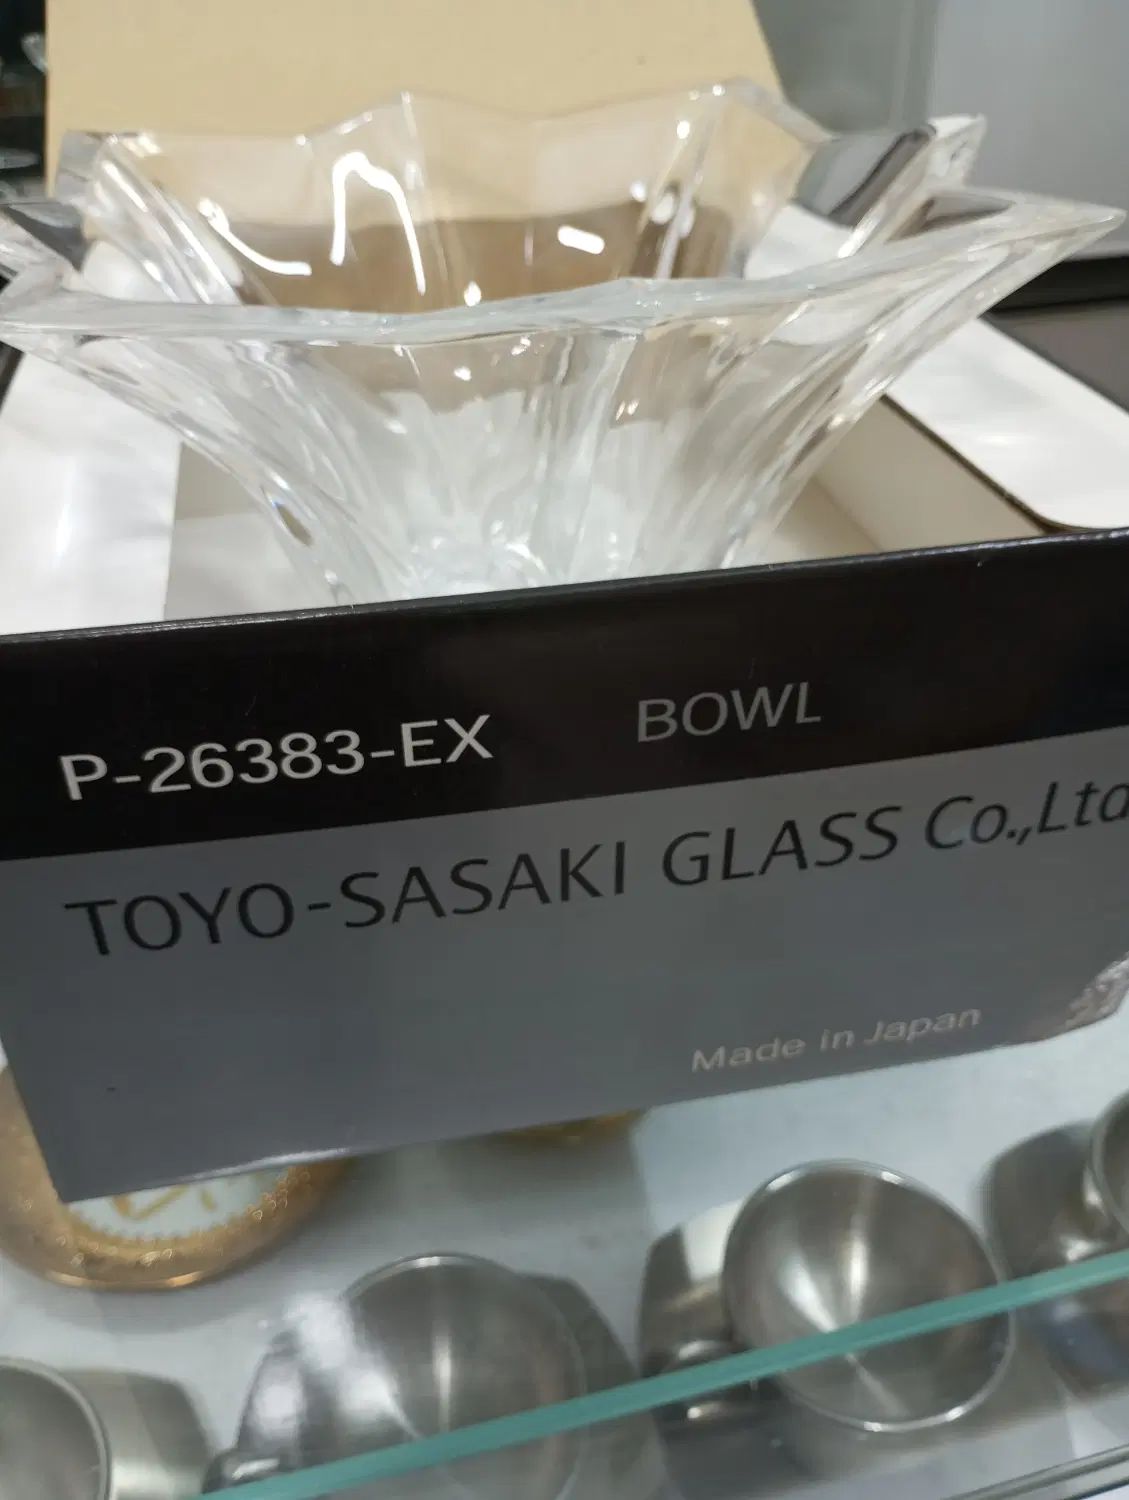 P-26383-EX BOWL
TOYO-SASAKI GLASS Co.,Ltd
Made in Japan